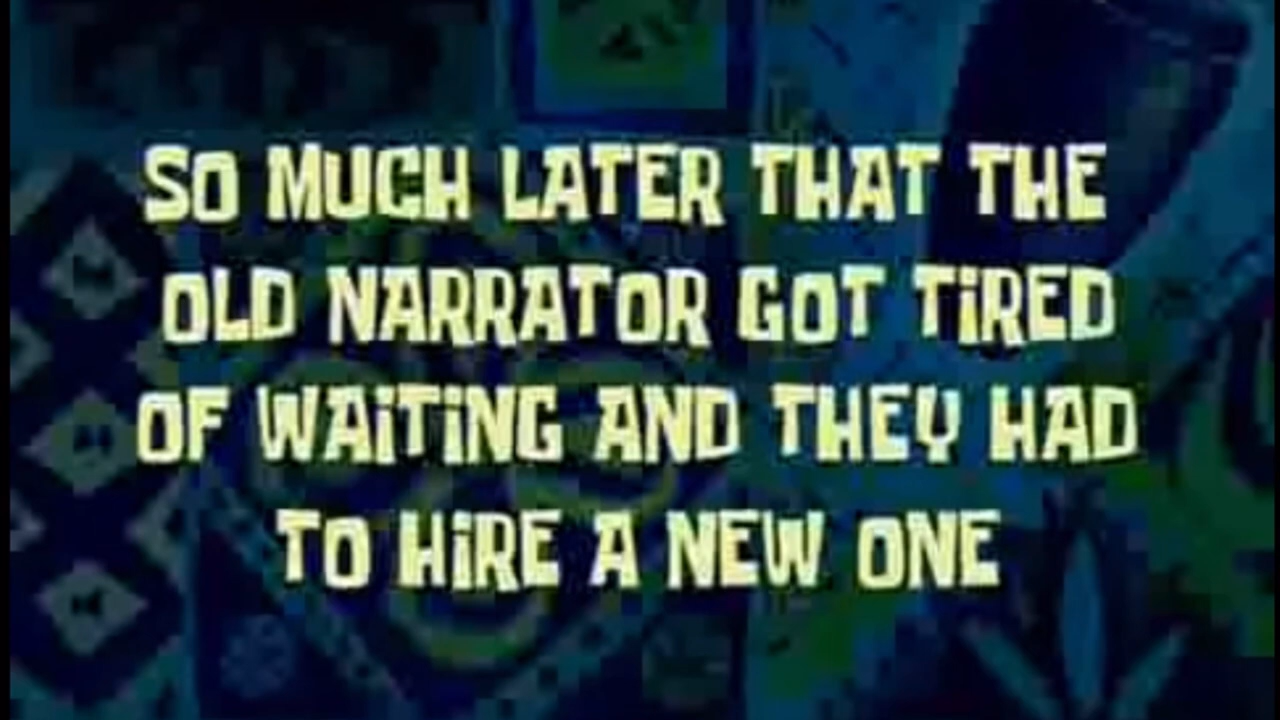 SO MUCH LATER THAT THE
OLD NARRATOR GOT TiRED
OF WAiTiNG AND THEY HAD
TO HiRE A NEW ONE